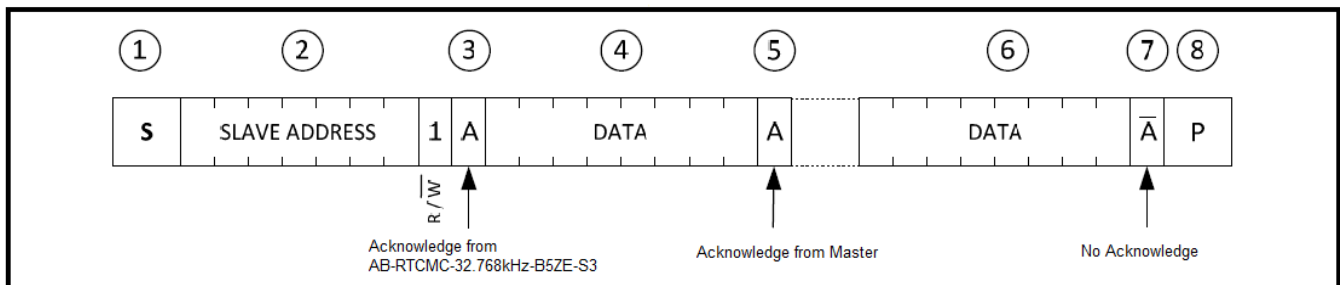 1 2 3 4 5 6 7 8
S SLAVE ADDRESS 1 A DATA A DATA A̅ P
R / W̅
Acknowledge from
AB-RTCMC-32.768kHz-B5ZE-S3
Acknowledge from Master
No Acknowledge